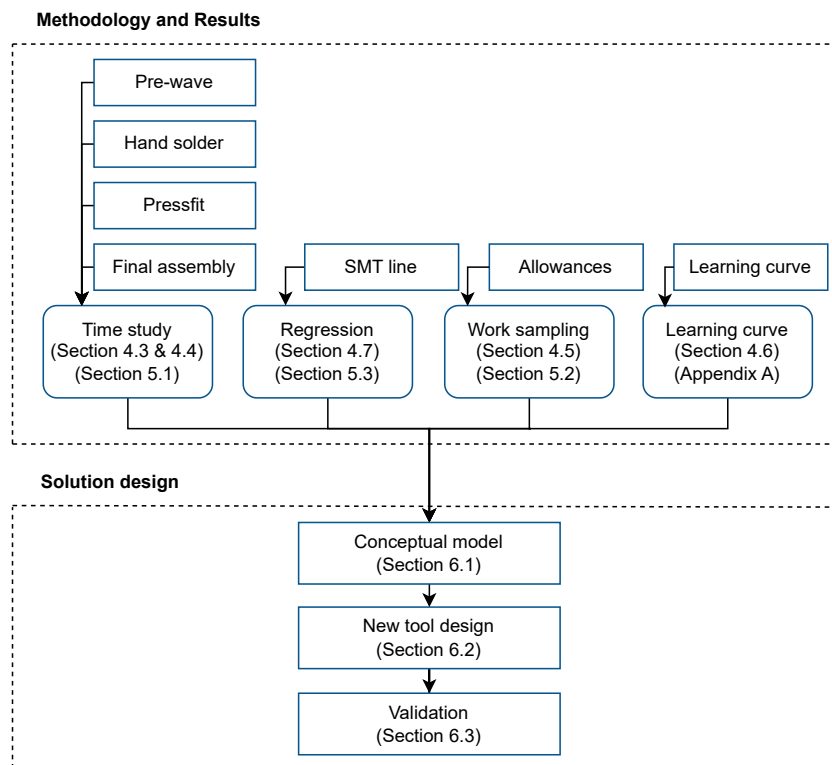 Methodology and Results
Pre-wave
Hand solder
Pressfit
Final assembly
SMT line
Allowances
Learning curve
Time study
(Section 4.3 & 4.4)
(Section 5.1)
Regression
(Section 4.7)
(Section 5.3)
Work sampling
(Section 4.5)
(Section 5.2)
Learning curve
(Section 4.6)
(Appendix A)
Solution design
Conceptual model
(Section 6.1)
New tool design
(Section 6.2)
Validation
(Section 6.3)